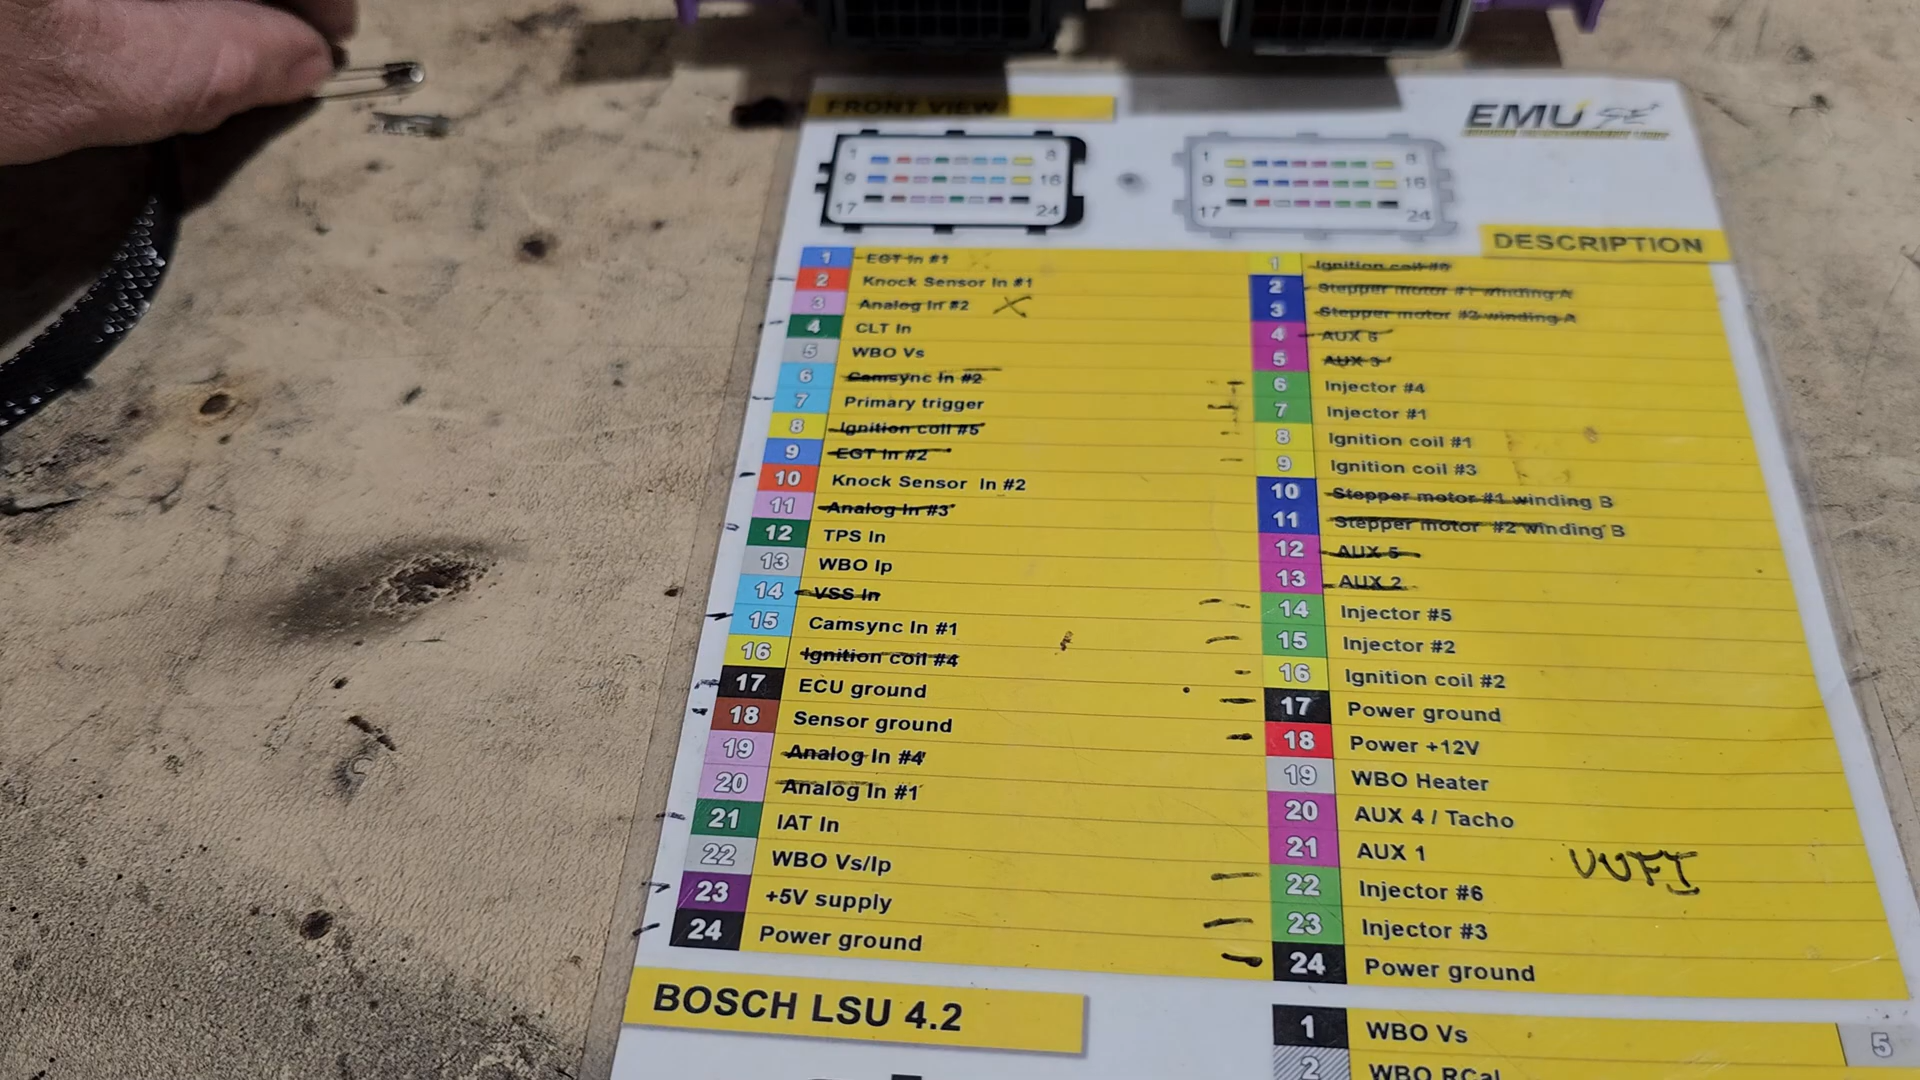 FRONT VIEW
EMU
1 8
9 16
17 24
1 8
9 16
17 24
DESCRIPTION
1 EGT In #1
2 Knock Sensor In #1
3 Analog In #2 X
4 CLT In
5 WBO Vs
6 Camsync In #2
7 Primary trigger
8 Ignition coil #5
9 EGT In #2
10 Knock Sensor In #2
11 Analog In #3
12 TPS In
13 WBO Ip
14 VSS In
15 Camsync In #1
16 Ignition coil #4
17 ECU ground
18 Sensor ground
19 Analog In #4
20 Analog In #1
21 IAT In
22 WBO Vs/Ip
23 +5V supply
24 Power ground
1 Ignition coil
2 Stepper motor #1 winding A
3 Stepper motor #2 winding A
4 AUX 6
5 AUX 3
6 Injector #4
7 Injector #1
8 Ignition coil #1
9 Ignition coil #3
10 Stepper motor #1 winding B
11 Stepper motor #2 winding B
12 AUX 5
13 AUX 2
14 Injector #5
15 Injector #2
16 Ignition coil #2
17 Power ground
18 Power +12V
19 WBO Heater
20 AUX 4 / Tacho
21 AUX 1 VVFI
22 Injector #6
23 Injector #3
24 Power ground
BOSCH LSU 4.2
1 WBO Vs 5
2 WBO RCal